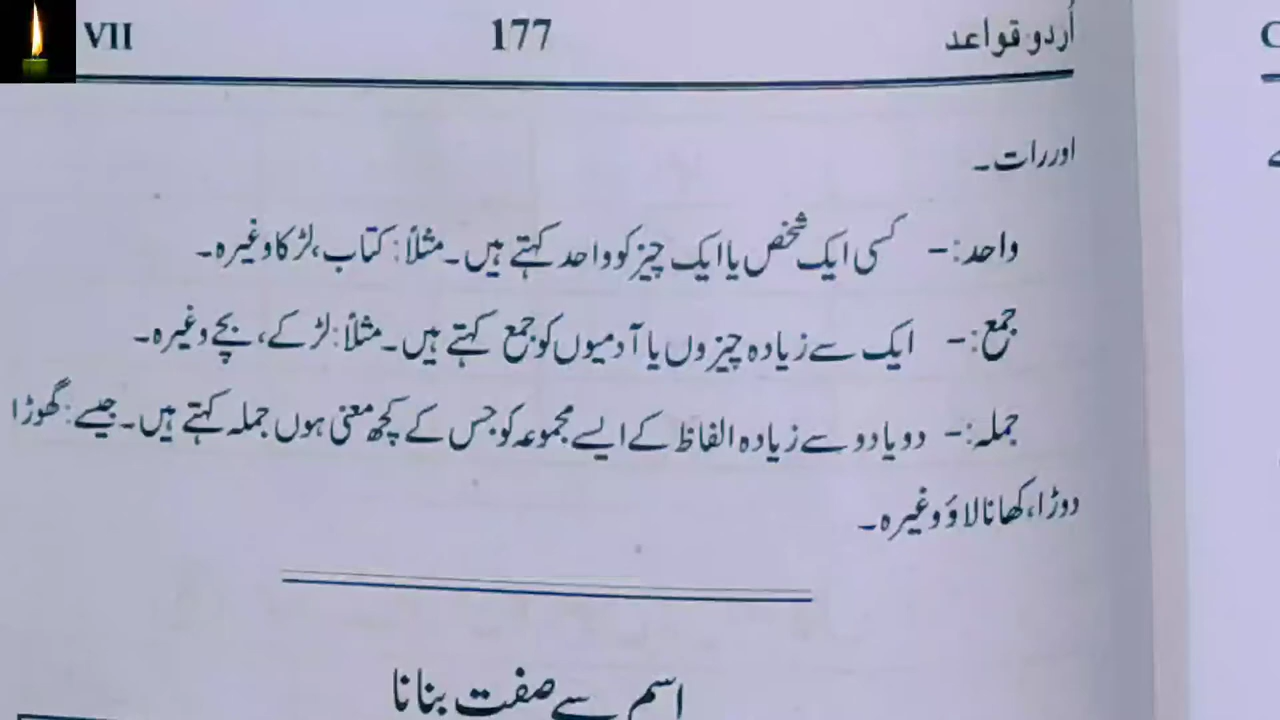 اُردو قواعد 177 VII
اور رات۔
واحد:- کسی ایک شخص یا ایک چیز کو واحد کہتے ہیں۔ مثلاً: کتاب، لڑکا وغیرہ۔
جمع:- ایک سے زیادہ چیزوں یا آدمیوں کو جمع کہتے ہیں۔ مثلاً: لڑکے، بچے وغیرہ۔
جملہ:- دو یا دو سے زیادہ الفاظ کے ایسے مجموعہ کو جس کے کچھ معنی ہوں جملہ کہتے ہیں۔ جیسے: گھوڑا
دوڑا، کھانا لاؤ وغیرہ۔
اسم سے صفت بنانا